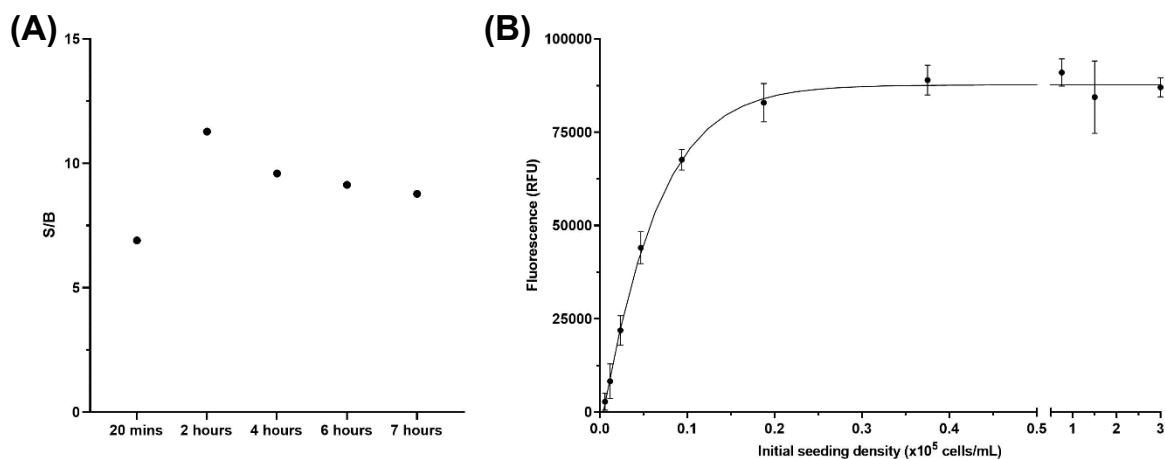 (A)
15
10
5
0
S/B
20 mins 2 hours 4 hours 6 hours 7 hours
(B)
100000
75000
50000
25000
0
Fluorescence (RFU)
0.0 0.1 0.2 0.3 0.4 0.5 1 2 3
Initial seeding density (x10⁵ cells/mL)